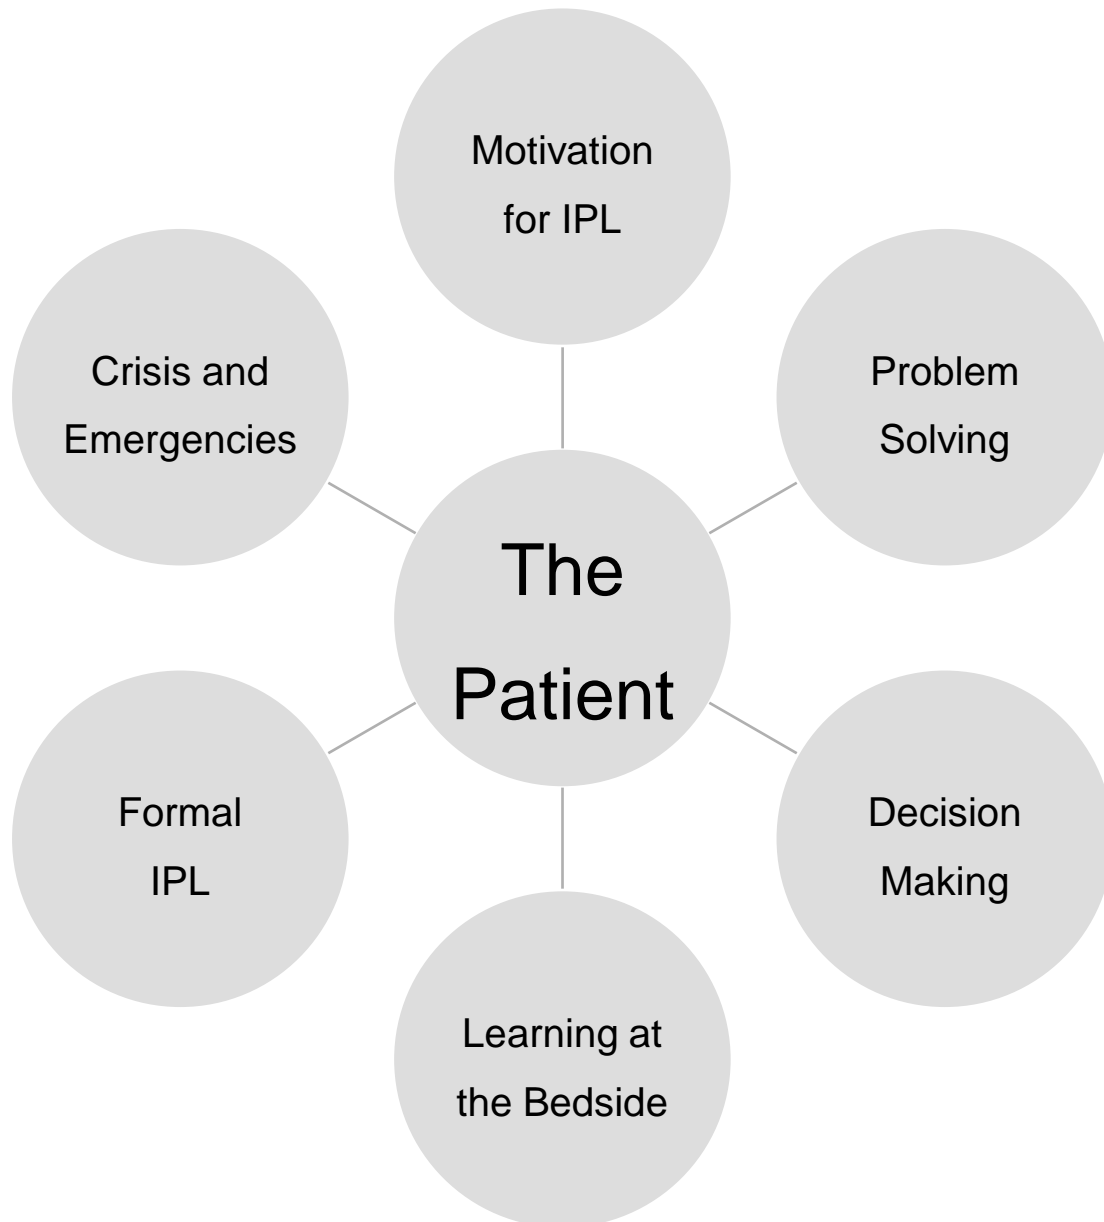 Motivation
for IPL
Crisis and
Emergencies
Problem
Solving
The
Patient
Formal
IPL
Decision
Making
Learning at
the Bedside